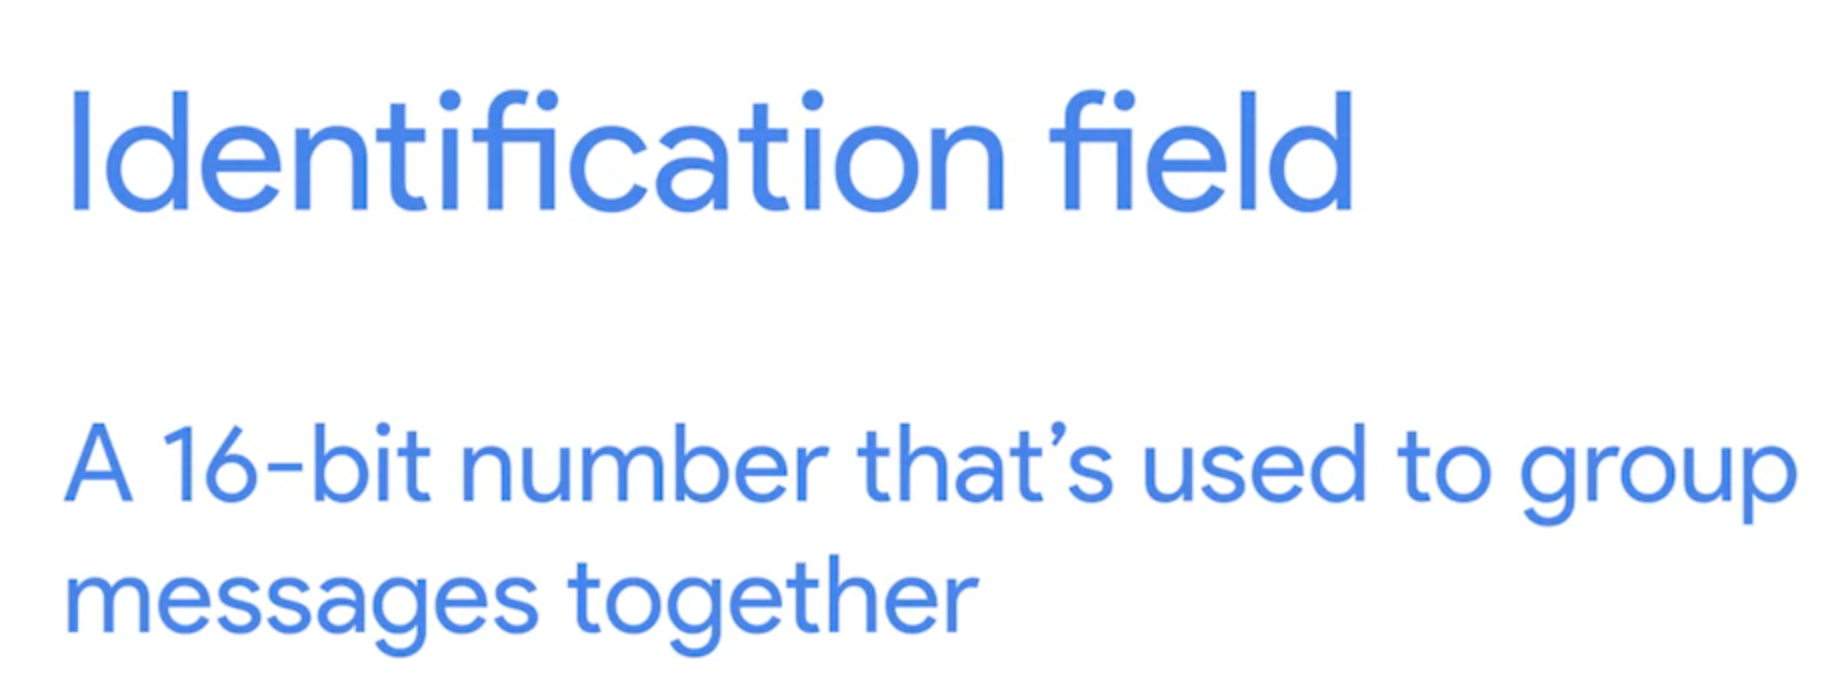 Identification field
A 16-bit number that’s used to group
messages together